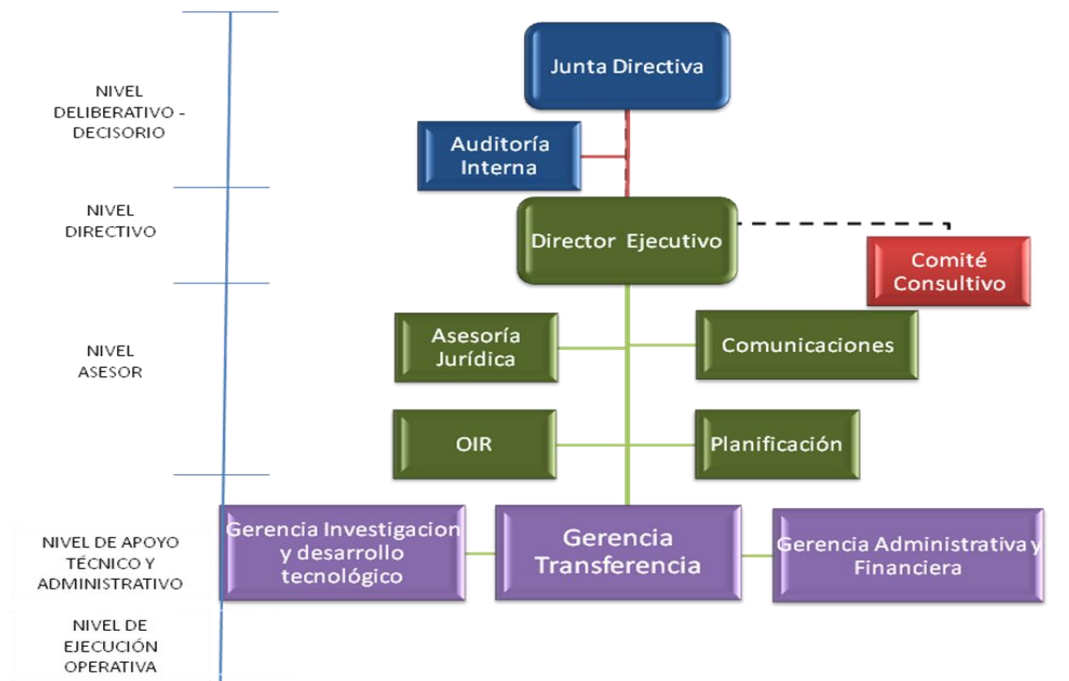 Junta Directiva
NIVEL
DELIBERATIVO -
DECISORIO
Auditoría
Interna
NIVEL
DIRECTIVO
Director Ejecutivo
Comité
Consultivo
NIVEL
ASESOR
Asesoría
Jurídica
Comunicaciones
OIR
Planificación
NIVEL DE APOYO
TÉCNICO Y
ADMINISTRATIVO
Gerencia Investigacion
y desarrollo
tecnológico
Gerencia
Transferencia
Gerencia Administrativa y
Financiera
NIVEL DE
EJECUCIÓN
OPERATIVA